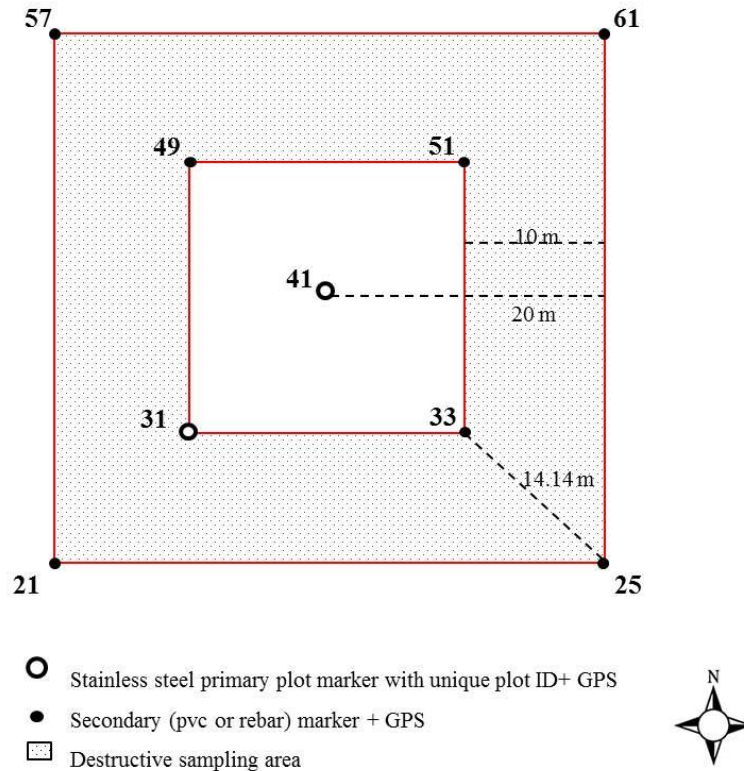 57
61
49
51
10 m
41
20 m
31
33
14.14 m
21
25
N
Stainless steel primary plot marker with unique plot ID+ GPS
Secondary (pvc or rebar) marker + GPS
Destructive sampling area